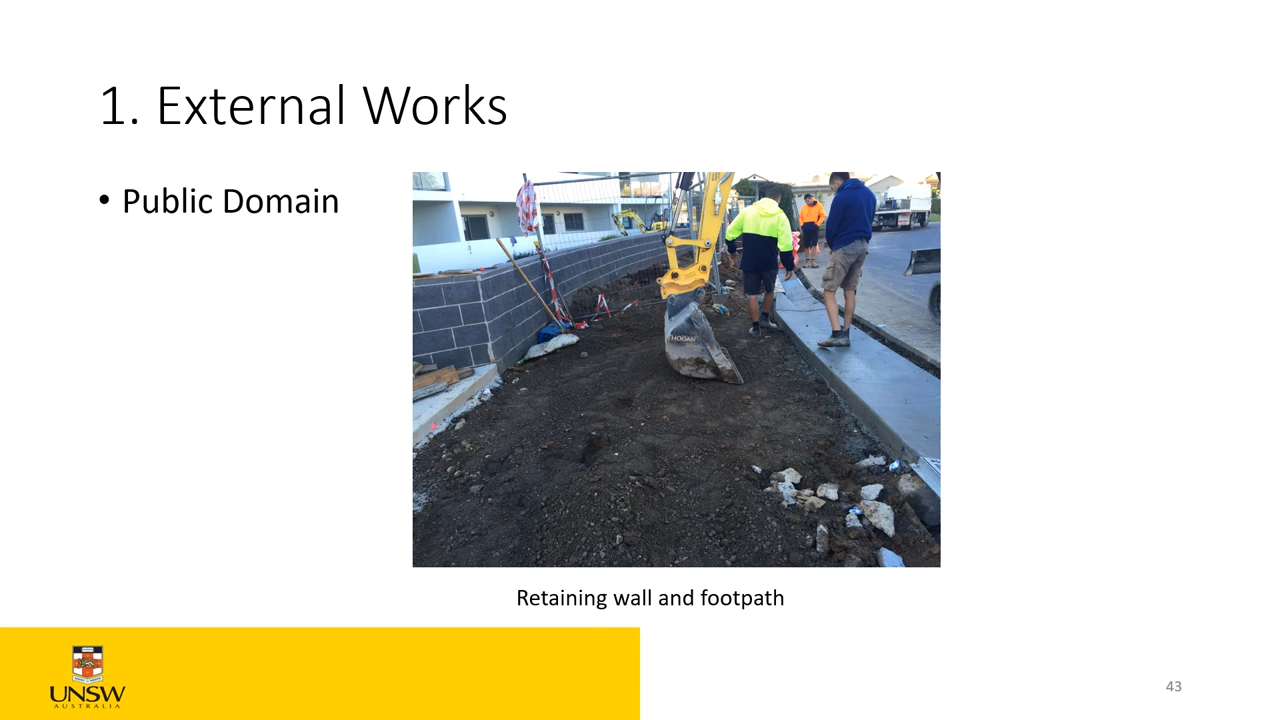 1. External Works
• Public Domain
HOGAN
Retaining wall and footpath
UNSW
AUSTRALIA
43